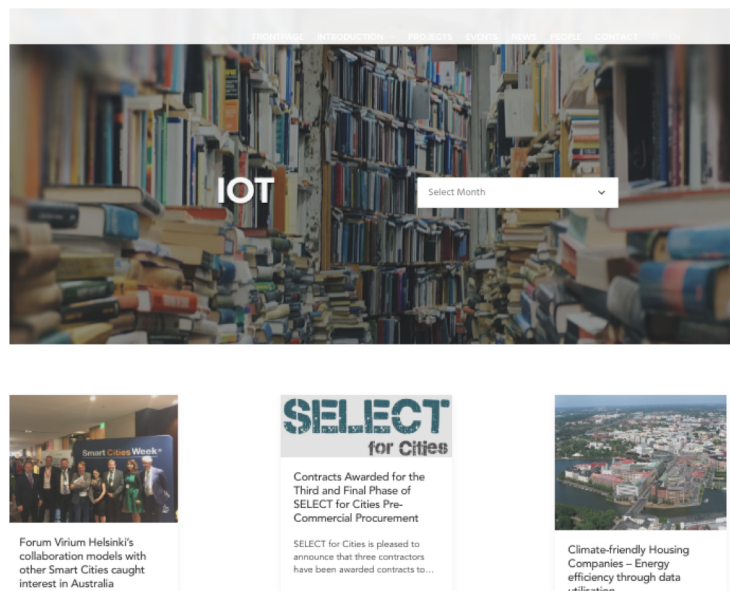 FRONTPAGE INTRODUCTION PROJECTS EVENTS NEWS PEOPLE CONTACT
IOT
Select Month
Smart Cities Week
Forum Virium Helsinki's
collaboration models with
other Smart Cities caught
interest in Australia
SELECT
for Cities
Contracts Awarded for the
Third and Final Phase of
SELECT for Cities Pre-
Commercial Procurement
SELECT for Cities is pleased to
announce that three contractors
have been awarded contracts to...
Climate-friendly Housing
Companies – Energy
efficiency through data
utilisation